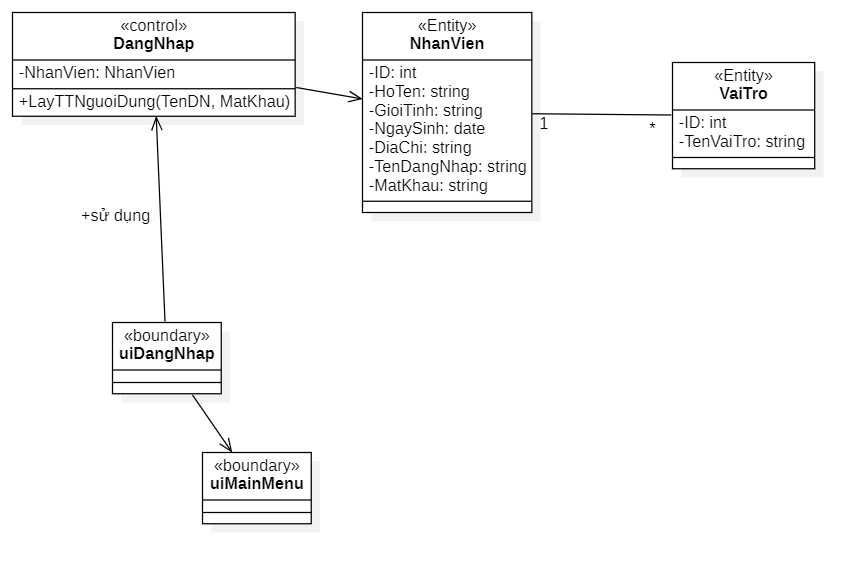 «control»
DangNhap
-NhanVien: NhanVien
+LayTTNguoiDung(TenDN, MatKhau)
«Entity»
NhanVien
-ID: int
-HoTen: string
-GioiTinh: string
-NgaySinh: date
-DiaChi: string
-TenDangNhap: string
-MatKhau: string
1
*
«Entity»
VaiTro
-ID: int
-TenVaiTro: string
+sử dụng
«boundary»
uiDangNhap
«boundary»
uiMainMenu